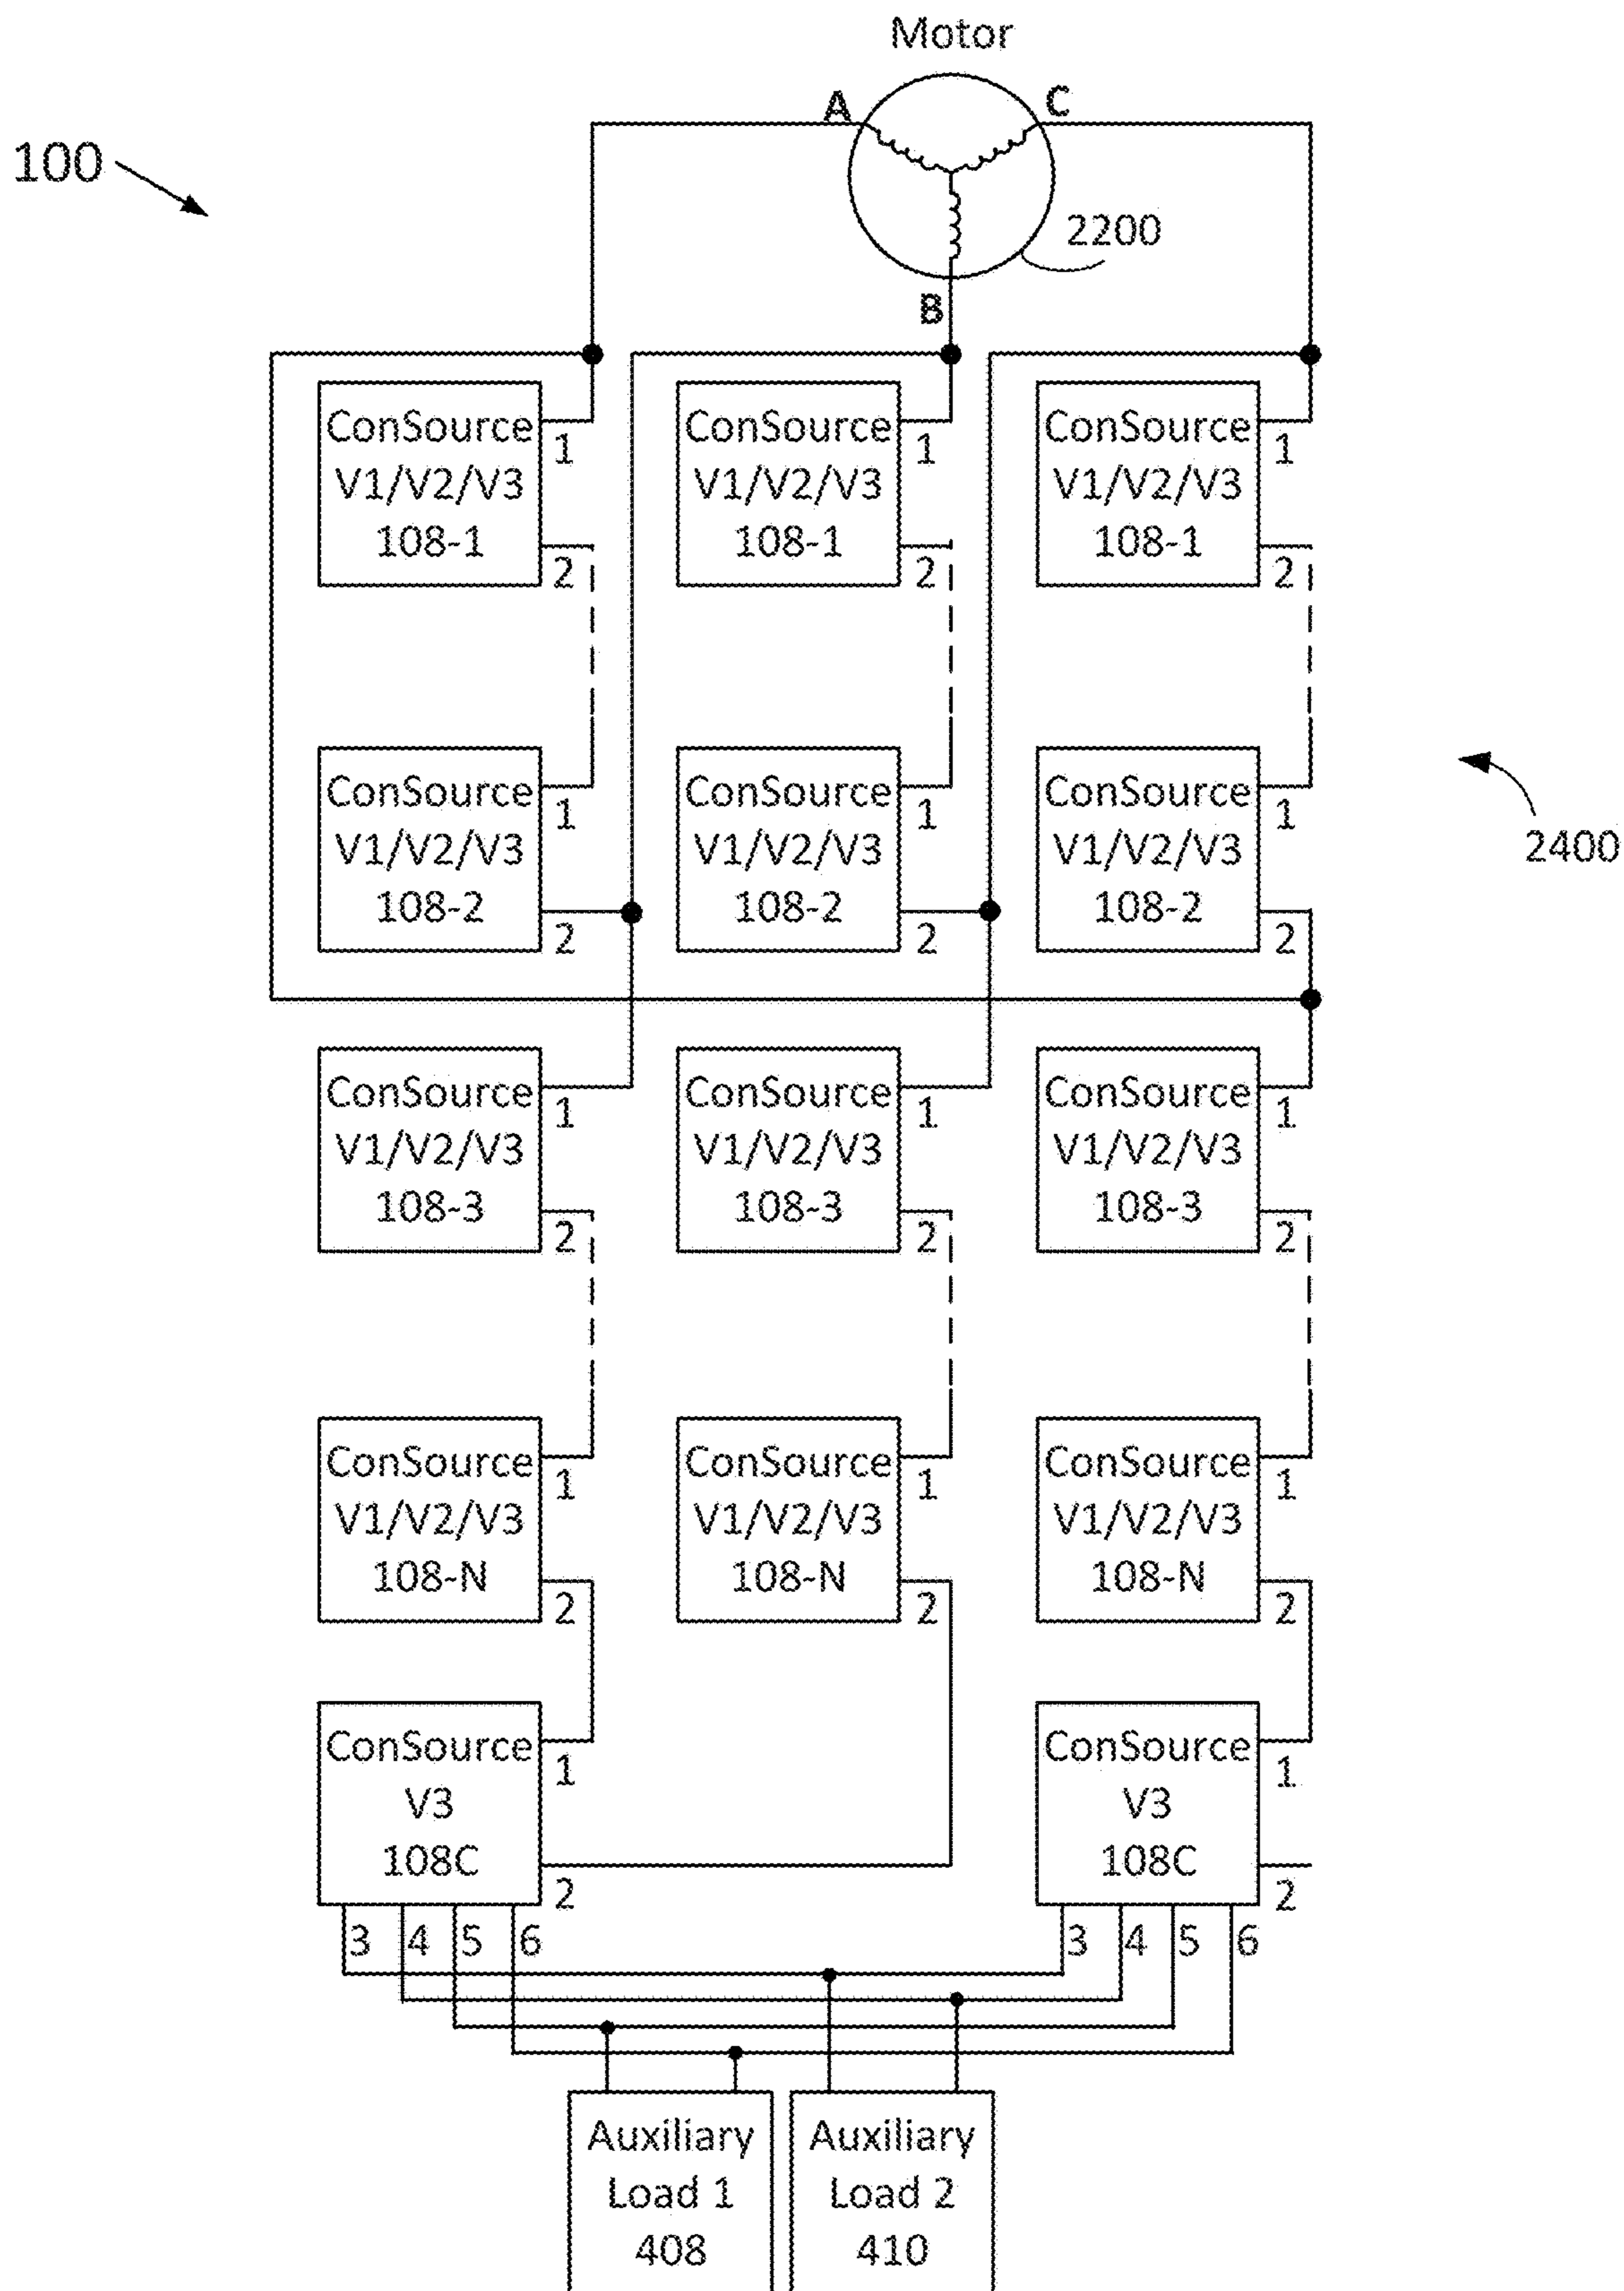 Motor
A
C
100
2200
B
ConSource
V1/V2/V3
108-1
1
2
ConSource
V1/V2/V3
108-1
1
2
ConSource
V1/V2/V3
108-1
1
2
ConSource
V1/V2/V3
108-2
1
2
ConSource
V1/V2/V3
108-2
1
2
ConSource
V1/V2/V3
108-2
1
2
2400
ConSource
V1/V2/V3
108-3
1
2
ConSource
V1/V2/V3
108-3
1
2
ConSource
V1/V2/V3
108-3
1
2
ConSource
V1/V2/V3
108-N
1
2
ConSource
V1/V2/V3
108-N
1
2
ConSource
V1/V2/V3
108-N
1
2
ConSource
V3
108C
1
2
3 4 5 6
ConSource
V3
108C
1
2
3 4 5 6
Auxiliary
Load 1
408
Auxiliary
Load 2
410